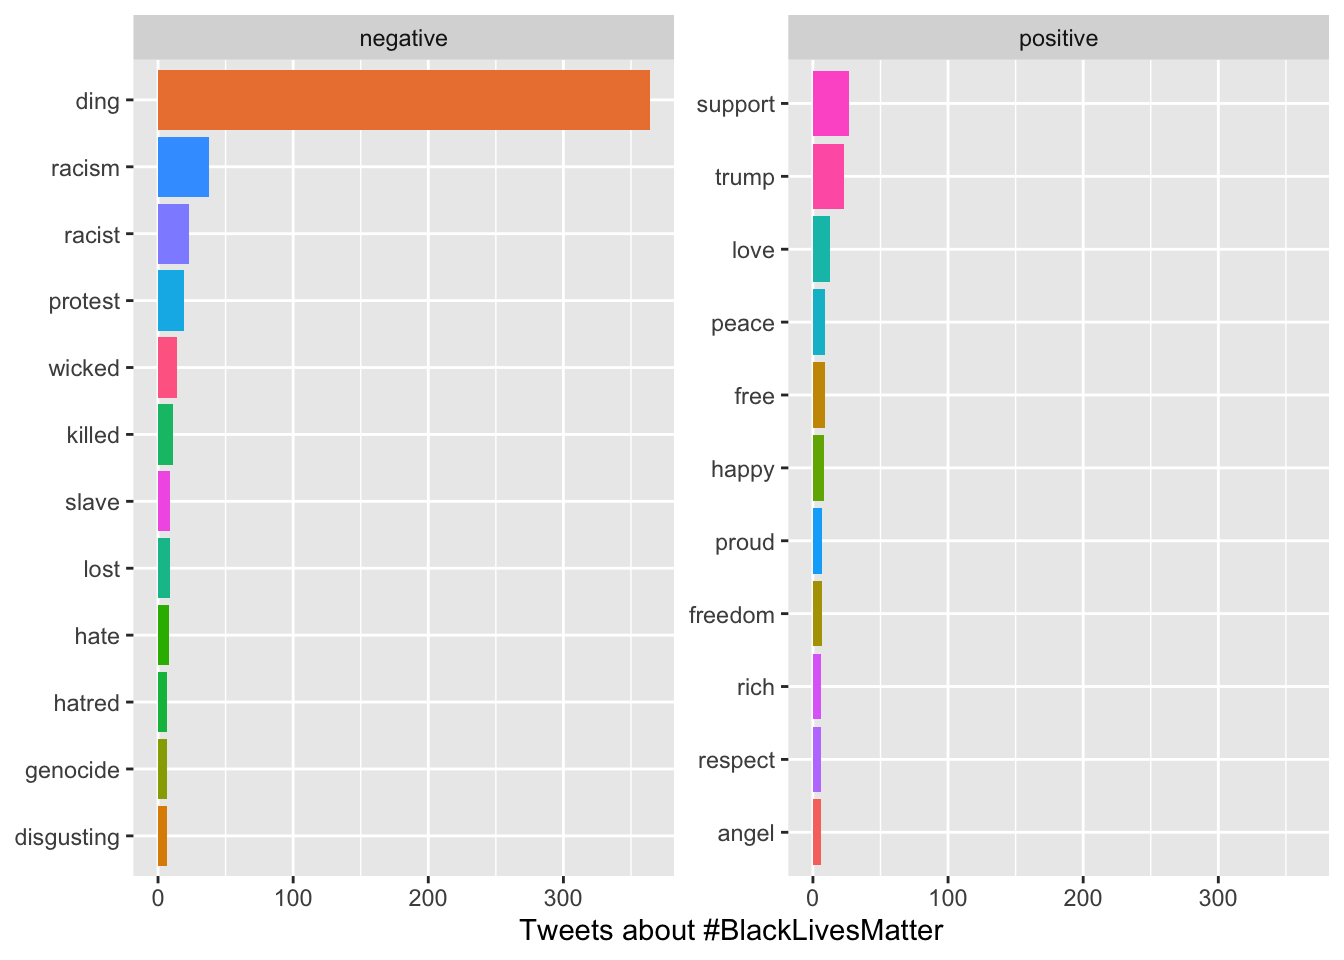 negative
ding
racism
racist
protest
wicked
killed
slave
lost
hate
hatred
genocide
disgusting
0 100 200 300
positive
support
trump
love
peace
free
happy
proud
freedom
rich
respect
angel
0 100 200 300
Tweets about #BlackLivesMatter